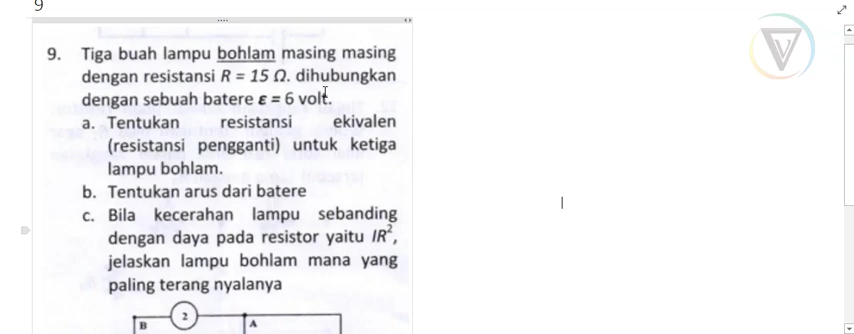 9
9. Tiga buah lampu bohlam masing masing
dengan resistansi R = 15 Ω. dihubungkan
dengan sebuah batere ε = 6 volt.
a. Tentukan resistansi ekivalen
(resistansi pengganti) untuk ketiga
lampu bohlam.
b. Tentukan arus dari batere
c. Bila kecerahan lampu sebanding
dengan daya pada resistor yaitu IR²,
jelaskan lampu bohlam mana yang
paling terang nyalanya
B 2 A